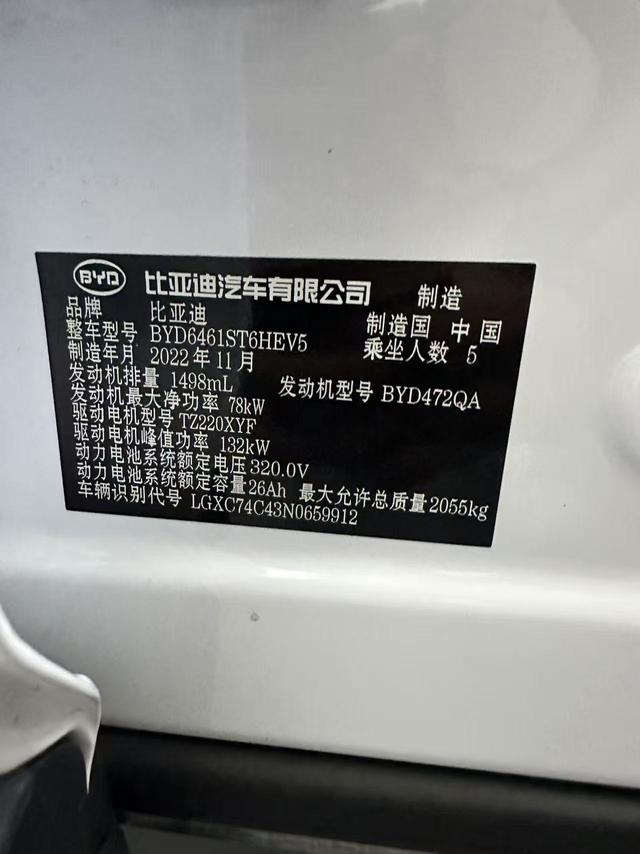 BYD 比亚迪汽车有限公司 制造
品牌 比亚迪 制造国 中国
整车型号 BYD6461ST6HEV5 乘坐人数 5
制造年月 2022年11月
发动机排量 1498mL 发动机型号 BYD472QA
发动机最大净功率 78kW
驱动电机型号 TZ220XYF
驱动电机峰值功率 132kW
动力电池系统额定电压 320.0V
动力电池系统额定容量 26Ah 最大允许总质量 2055kg
车辆识别代号 LGXC74C43N0659912